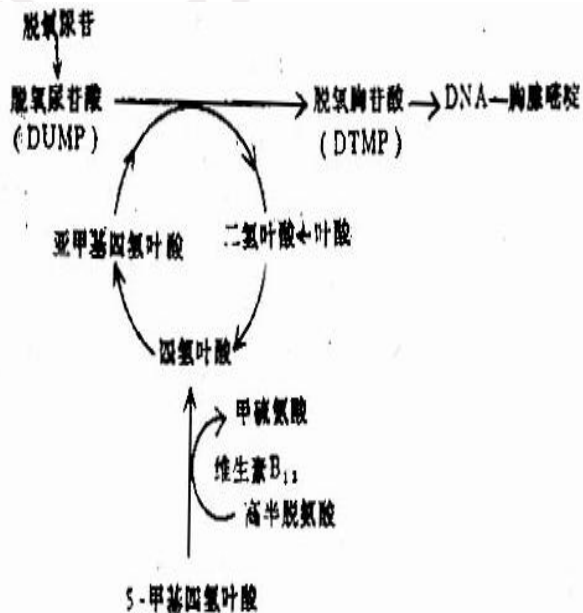 脱氧尿苷
脱氧尿苷酸
(DUMP)
脱氧胸苷酸
(DTMP)
DNA—胸腺嘧啶
亚甲基四氢叶酸
二氢叶酸←叶酸
四氢叶酸
甲硫氨酸
维生素B₁₂
高半胱氨酸
5-甲基四氢叶酸